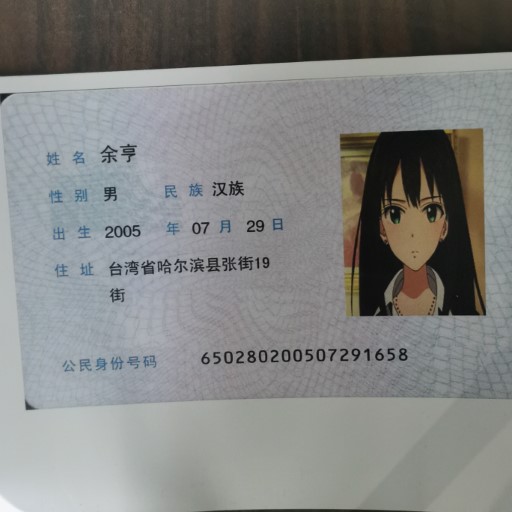 姓名 余亨
性别 男 民族 汉族
出生 2005 年 07 月 29 日
住址 台湾省哈尔滨县张街19
街
公民身份号码 650280200507291658